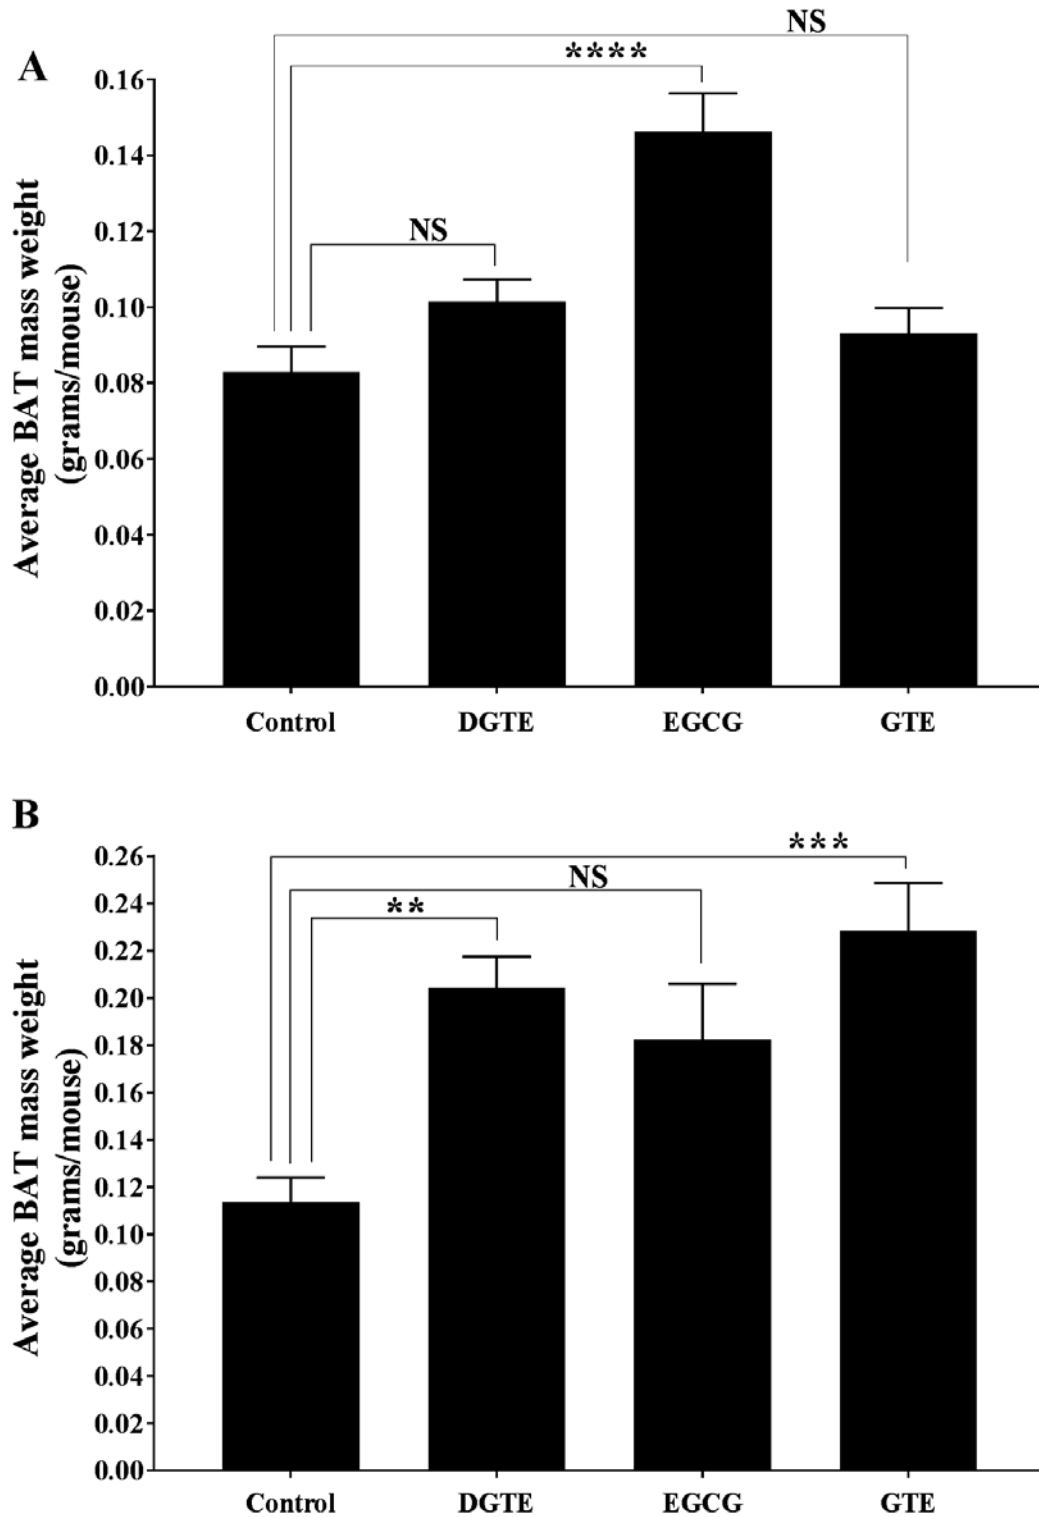 NS
A
****
0.16
0.14
0.12
NS
0.10
0.08
0.06
0.04
0.02
0.00
Average BAT mass weight
(grams/mouse)
Control DGTE EGCG GTE
B
***
0.26
NS
0.24
**
0.22
0.20
0.18
0.16
0.14
0.12
0.10
0.08
0.06
0.04
0.02
0.00
Average BAT mass weight
(grams/mouse)
Control DGTE EGCG GTE